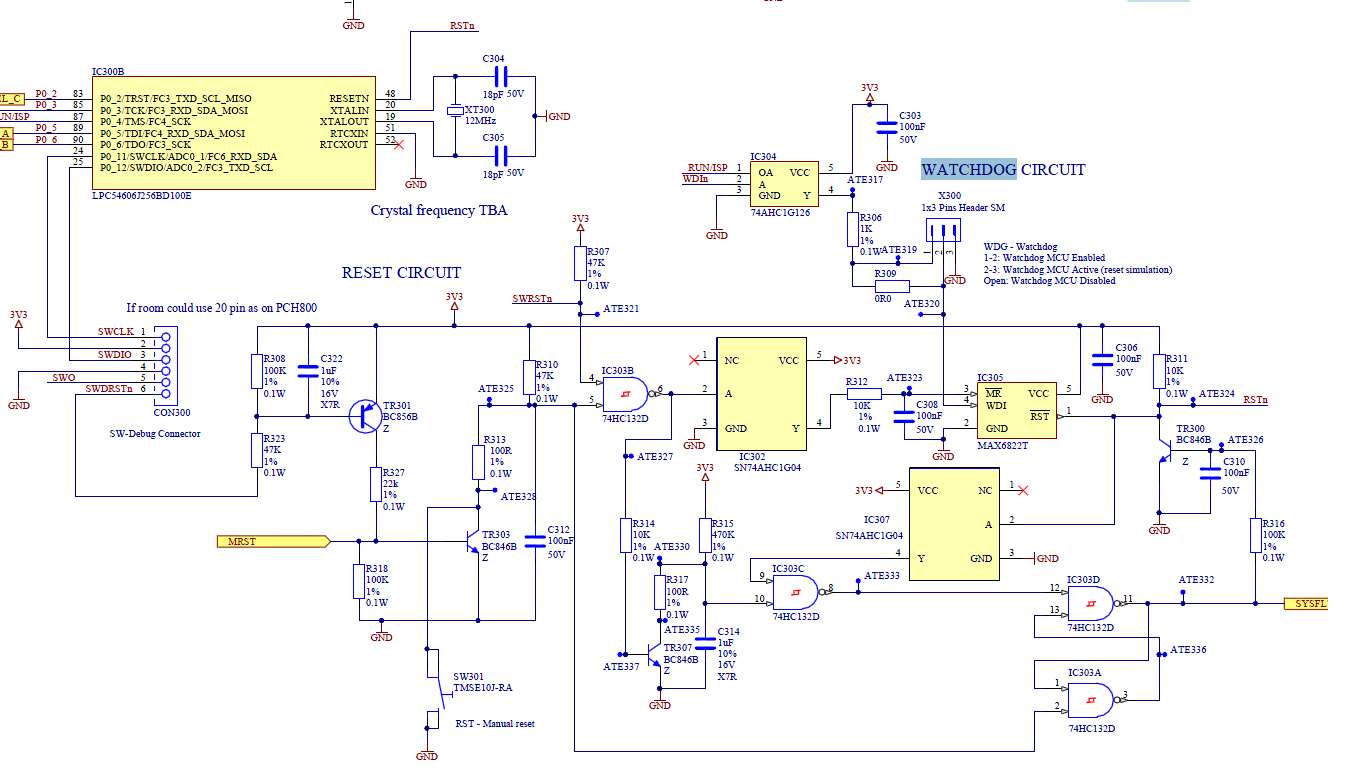 GND
GND
RSTn
IC300B
EL_C P0_2 83 P0_2/TRST/FC3_TXD_SCL_MISO RESETN 48
P0_3 85 P0_3/TCK/FC3_RXD_SDA_MOSI XTALIN 20
UN/ISP 87 P0_4/TMS/FC4_SCK XTALOUT 19
A P0_5 89 P0_5/TDI/FC4_RXD_SDA_MOSI RTCXIN 51
B P0_6 90 P0_6/TDO/FC3_SCK RTCXOUT 52
24 P0_11/SWCLK/ADC0_1/FC6_RXD_SDA
25 P0_12/SWDIO/ADC0_2/FC3_TXD_SCL
LPC54606J256BD100E
C304
18pF 50V
XT300
12MHz
GND
C305
18pF 50V
GND
Crystal frequency TBA
3V3
C303
100nF
50V
GND
IC304
RUN/ISP 1 OA VCC 5
WDIn 2 A
3 GND Y 4
74AHC1G126
GND
ATE317
WATCHDOG CIRCUIT
X300
1x3 Pins Header SM
R306
1K
1%
0.1W
ATE319
1 2 3
GND
WDG - Watchdog
1-2: Watchdog MCU Enabled
2-3: Watchdog MCU Active (reset simulation)
Open: Watchdog MCU Disabled
R309
0R0
ATE320
3V3
R307
47K
1%
0.1W
SWRSTn
ATE321
RESET CIRCUIT
3V3
If room could use 20 pin as on PCH800
3V3
SWCLK 1
2
SWDIO 3
4
SWO 5
SWDRSTn 6
GND
CON300
SW-Debug Connector
R308
100K
1%
0.1W
C322
1uF
10%
16V
X7R
TR301
BC856B
Z
R323
47K
1%
0.1W
R327
22k
1%
0.1W
R310
47K
1%
0.1W
ATE325
R313
100R
1%
0.1W
ATE328
IC303B
4
5
6
74HC132D
1 NC VCC 5 3V3
2 A
3 GND Y 4
GND
IC302
SN74AHC1G04
R312
10K
1%
0.1W
ATE323
C308
100nF
50V
IC305
3 MR VCC 5
4 WDI RST 1
2 GND
MAX6822T
GND
C306
100nF
50V
GND
R311
10K
1%
0.1W
ATE324
RSTn
TR300
BC846B
Z
ATE326
C310
100nF
50V
GND
MRST
R318
100K
1%
0.1W
GND
TR303
BC846B
Z
C312
100nF
50V
ATE327
3V3
R314
10K
1%
0.1W
R315
470K
1%
0.1W
ATE330
R317
100R
1%
0.1W
ATE335
TR307
BC846B
Z
ATE337
C314
1uF
10%
16V
X7R
GND
3V3 5 VCC NC 1
IC307
SN74AHC1G04
A 2
4 Y GND 3 GND
IC303C
9
10
8
74HC132D
ATE333
R316
100K
1%
0.1W
IC303D
12
13
11
74HC132D
ATE332
SYSFL
ATE336
IC303A
1
2
3
74HC132D
SW301
TMSE10J-RA
RST - Manual reset
GND